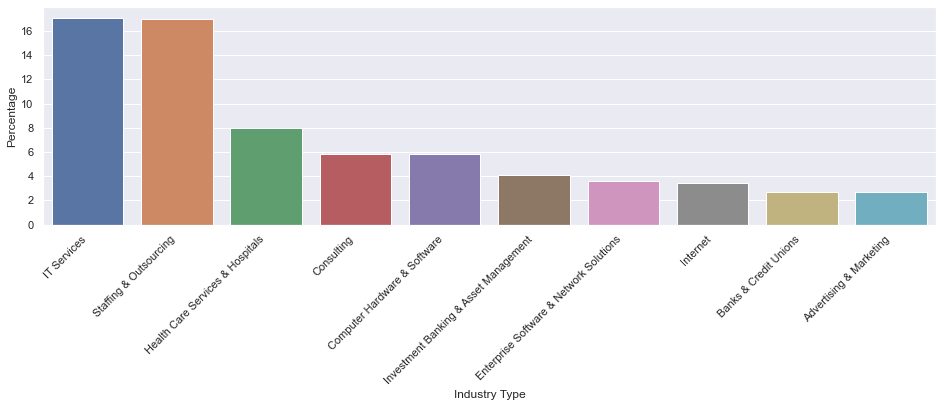 16
14
12
10
8
6
4
2
0
Percentage
IT Services
Staffing & Outsourcing
Health Care Services & Hospitals
Consulting
Computer Hardware & Software
Investment Banking & Asset Management
Enterprise Software & Network Solutions
Internet
Banks & Credit Unions
Advertising & Marketing
Industry Type